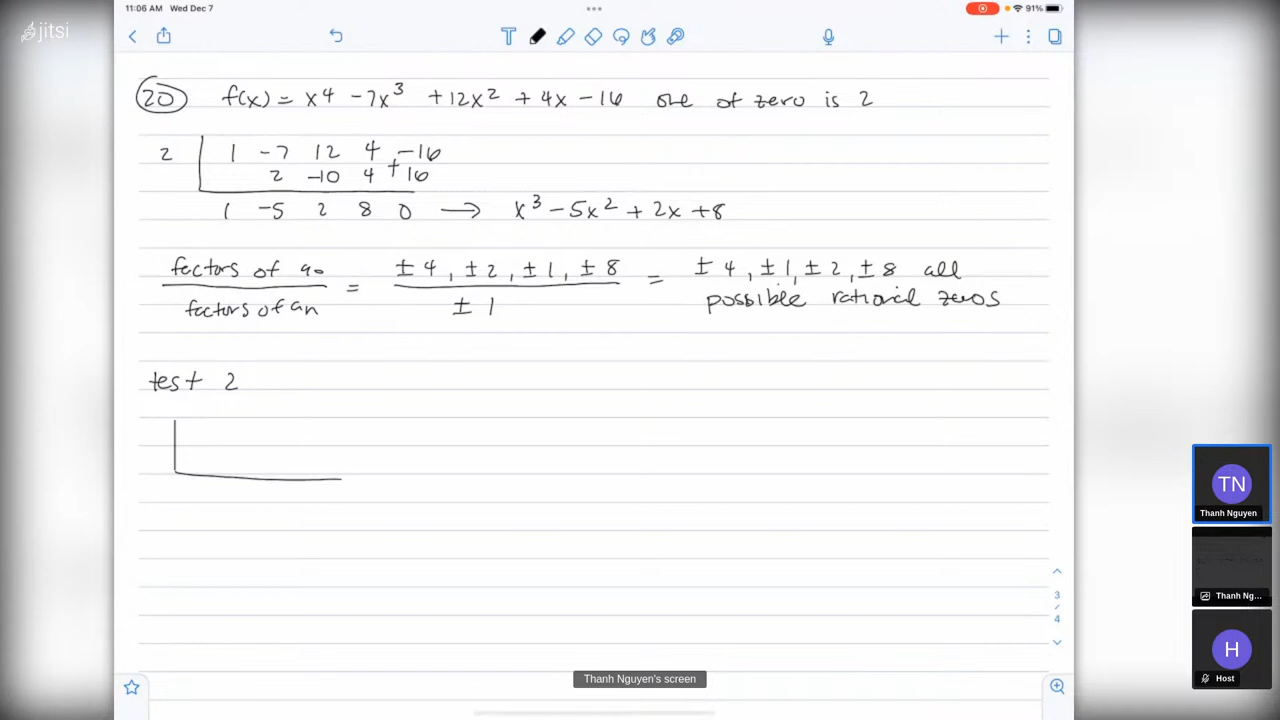 11:06 AM Wed Dec 7
91%
jitsi
20 f(x) = x⁴ - 7x³ + 12x² + 4x - 16 one of zero is 2
2 1 -7 12 4 -16
2 -10 4 +16
1 -5 2 8 0 → x³ - 5x² + 2x + 8
factors of a₀ / factors of aₙ = ± 4, ± 2, ± 1, ± 8 / ± 1 = ± 4, ± 1, ± 2, ± 8 all
possible rational zeros
test 2
3
/
4
TN
Thanh Nguyen
Thanh Ng...
H
Host
Thanh Nguyen's screen